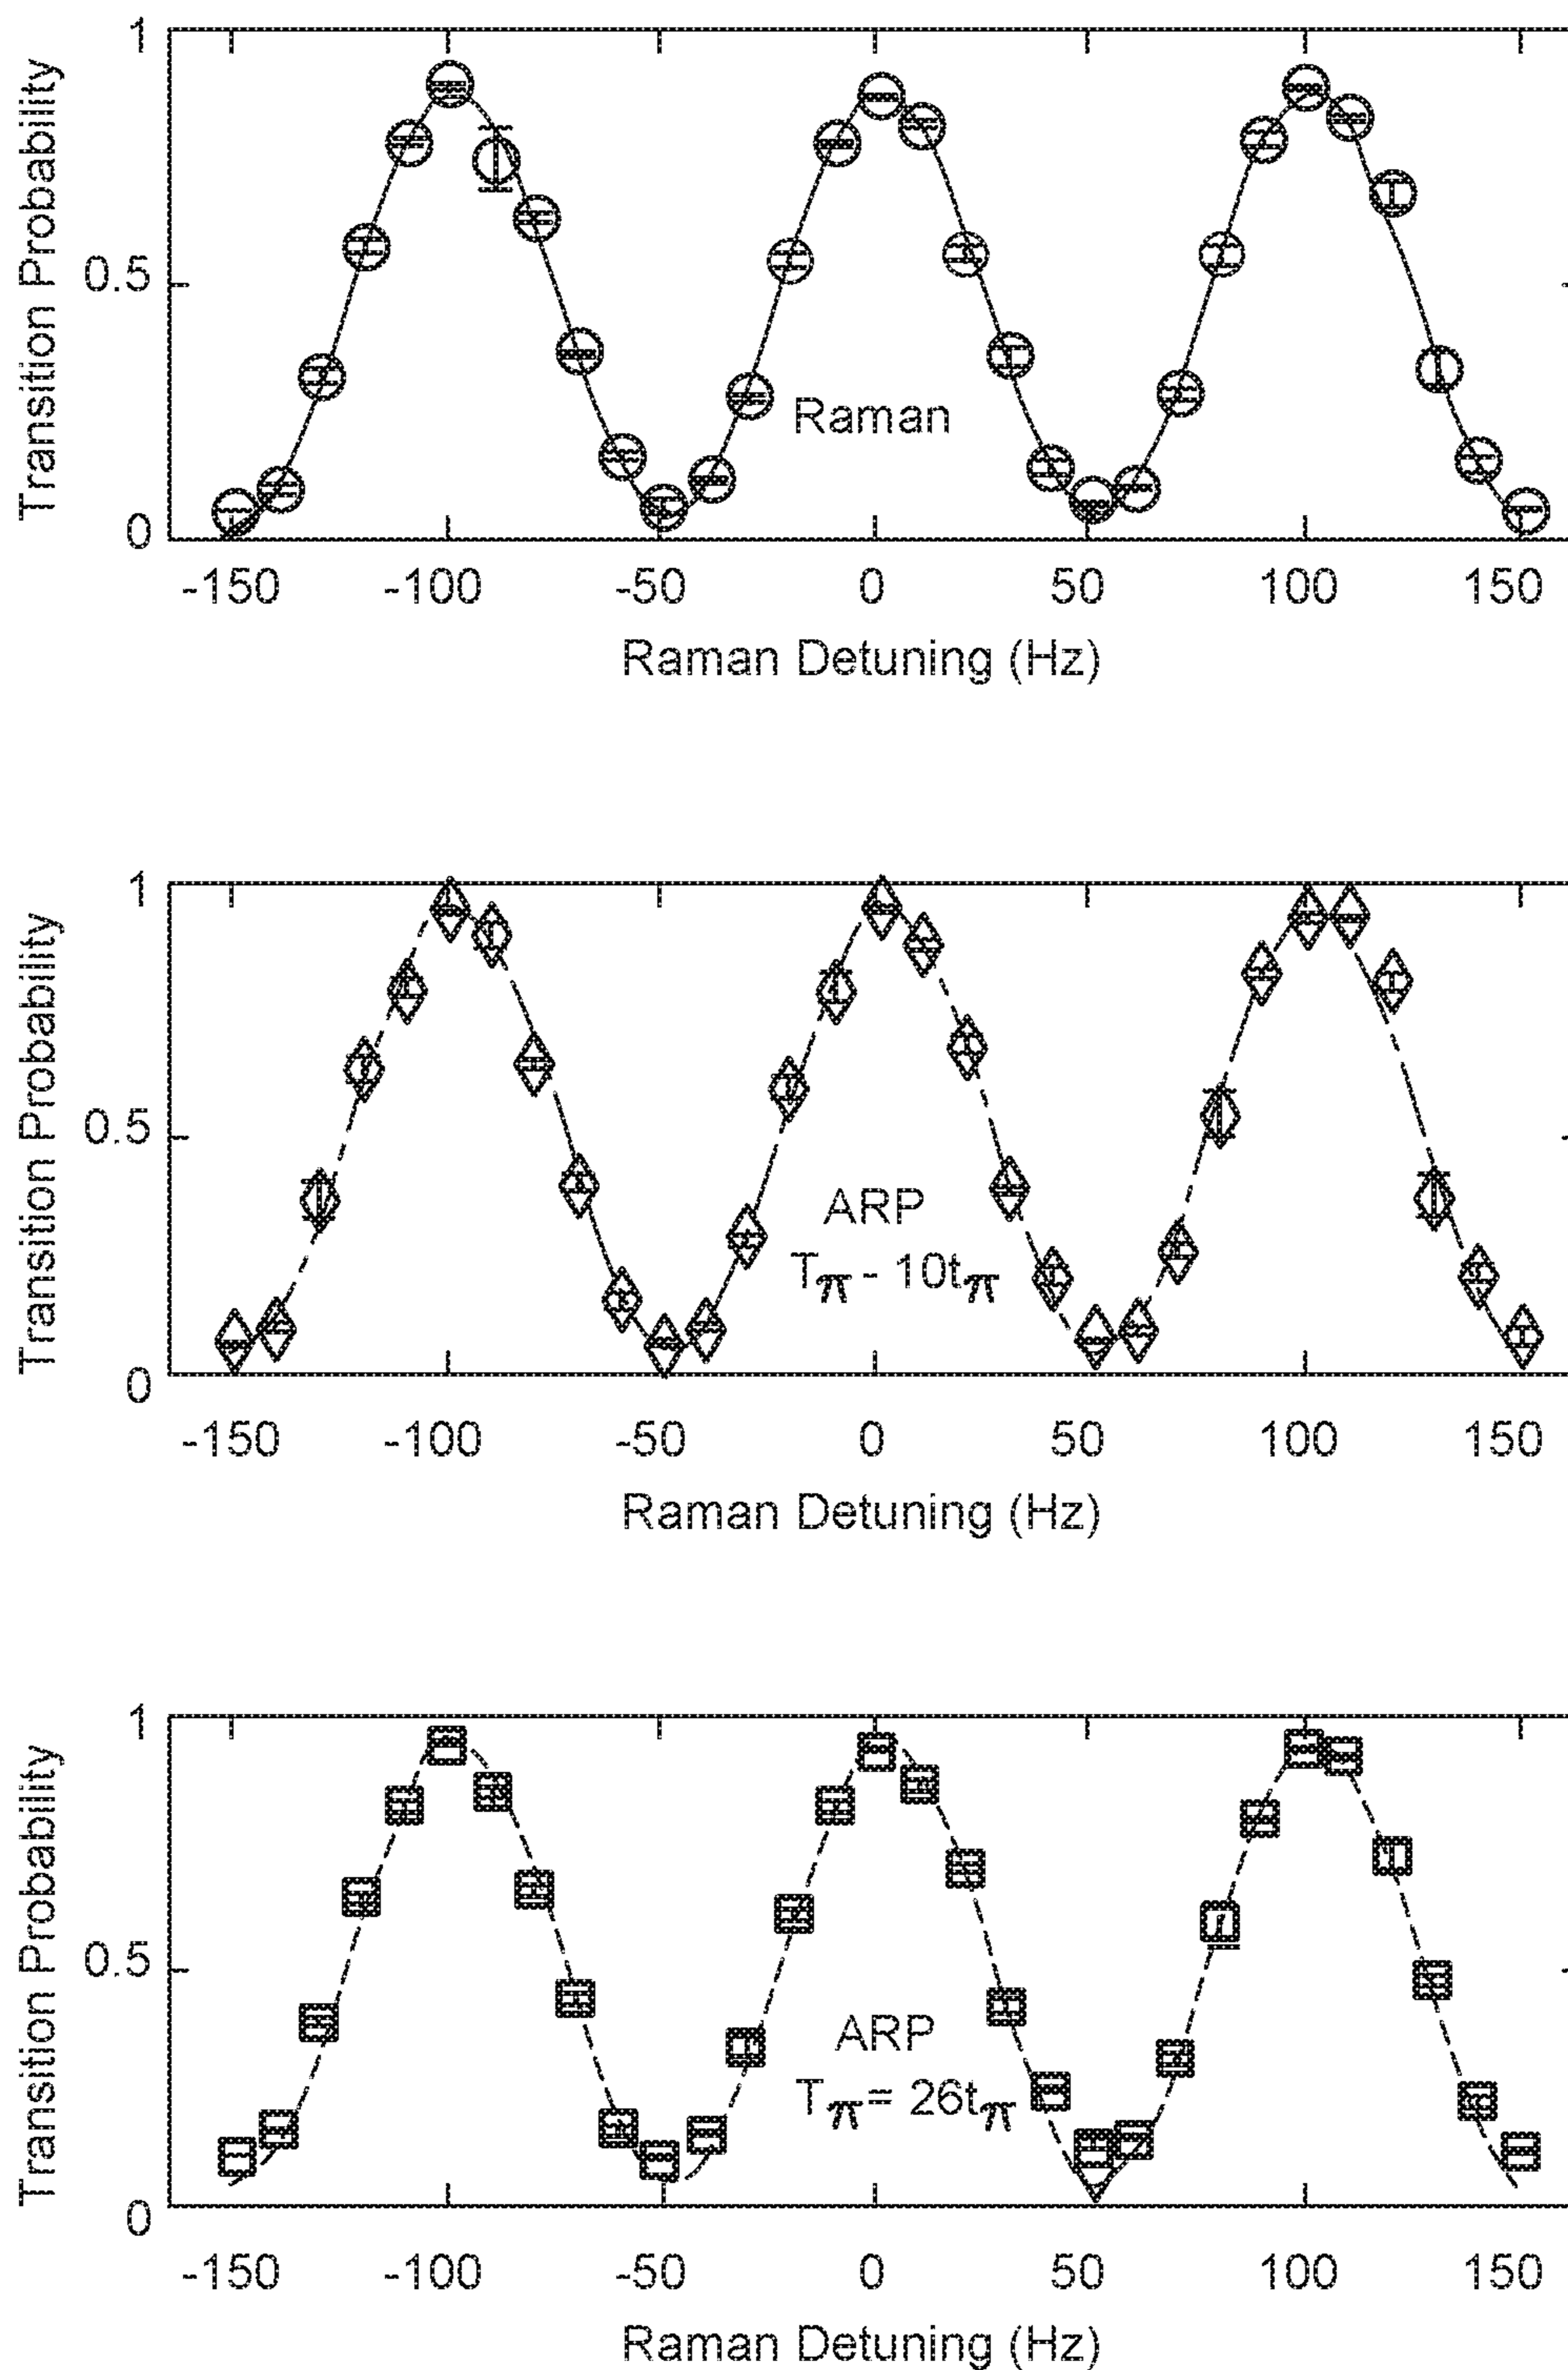 Transition Probability
1
0.5
0
Raman
-150 -100 -50 0 50 100 150
Raman Detuning (Hz)
Transition Probability
1
0.5
0
ARP
Tπ - 10tπ
-150 -100 -50 0 50 100 150
Raman Detuning (Hz)
Transition Probability
1
0.5
0
ARP
Tπ = 26tπ
-150 -100 -50 0 50 100 150
Raman Detuning (Hz)